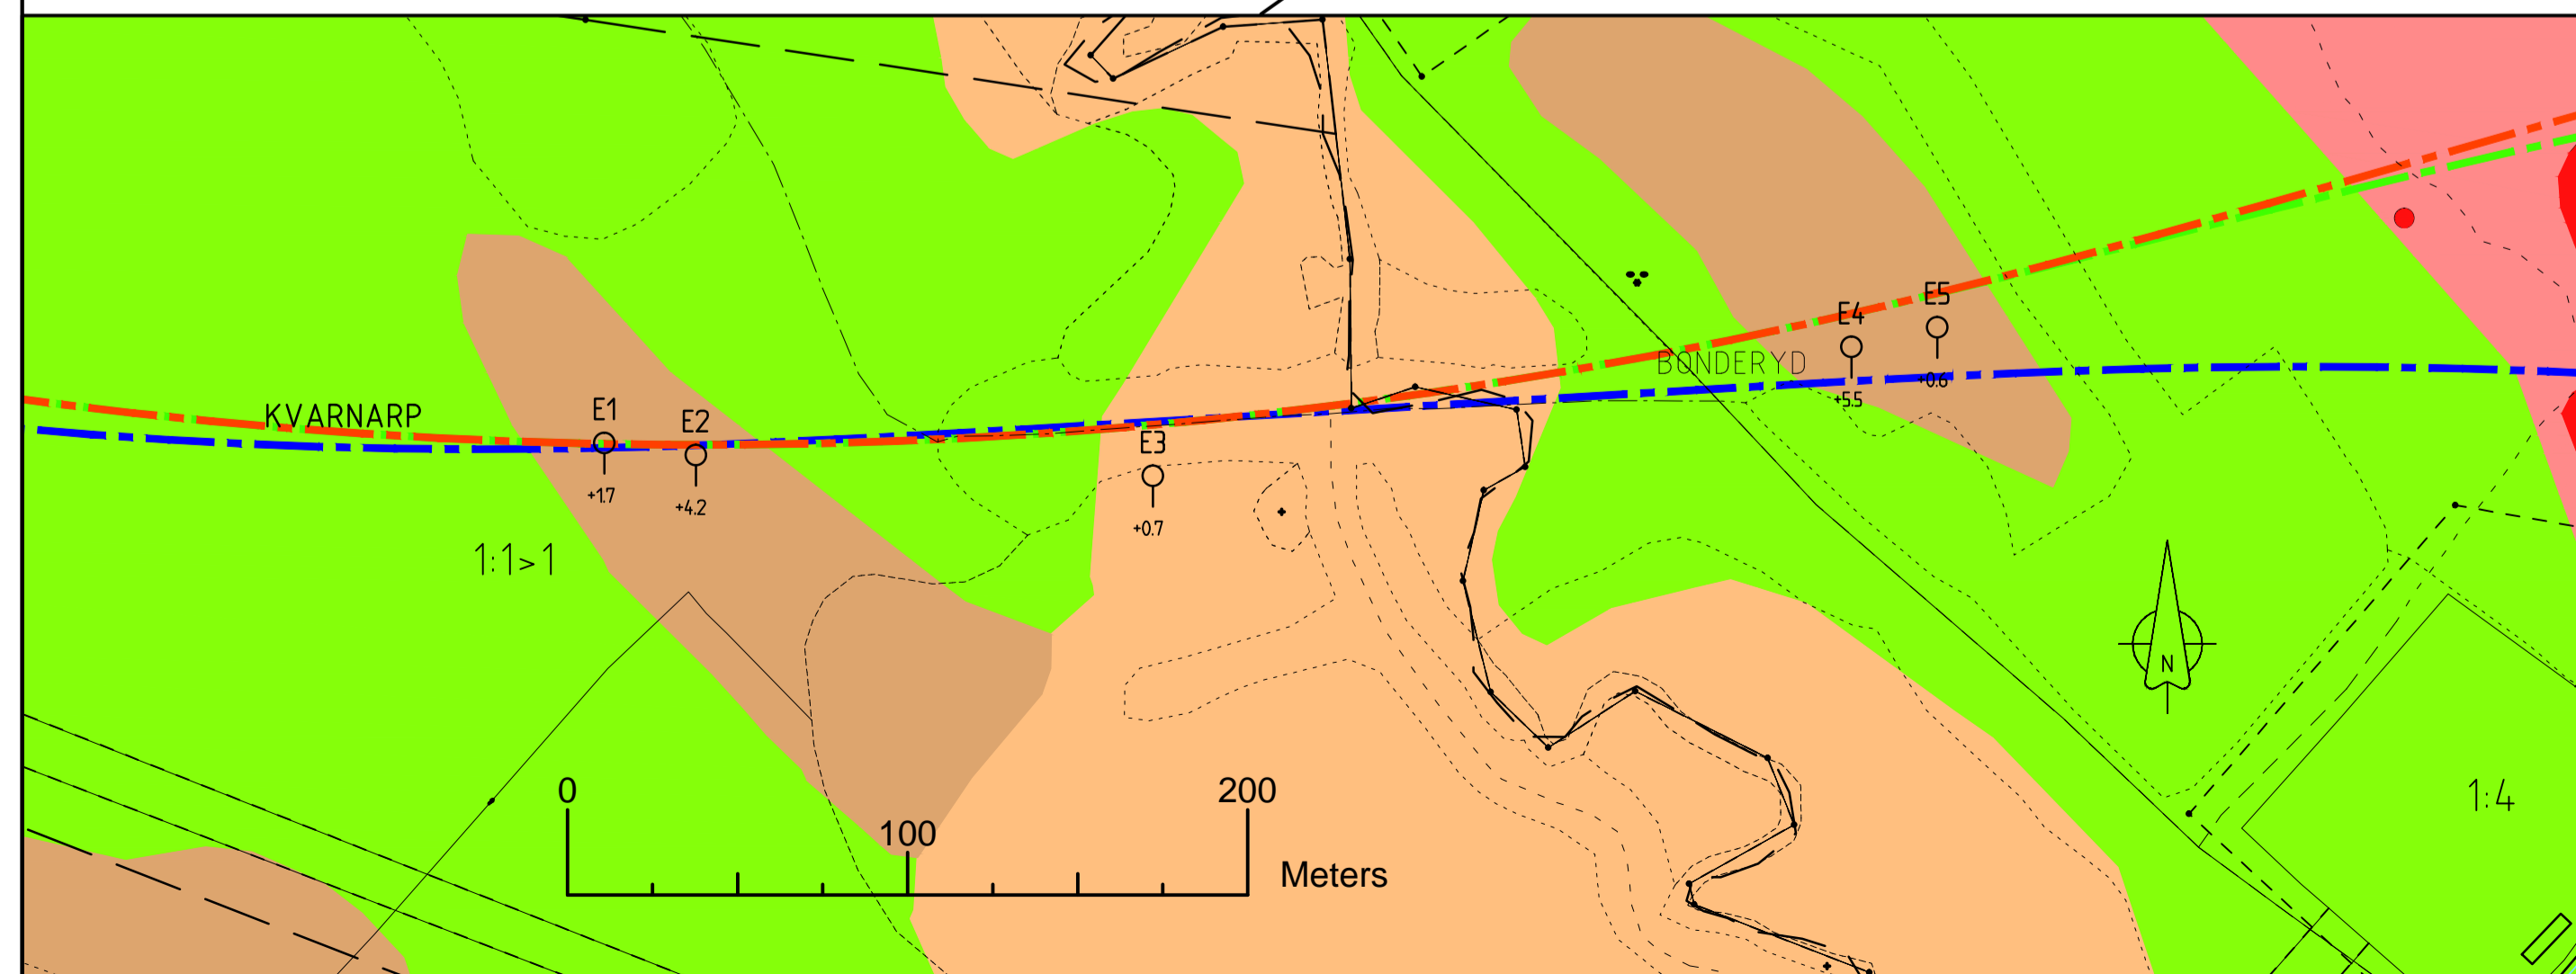 E5
E4
BONDERYD
+0.6
+5.5
KVARNARP
E1
E2
E3
+1.7
+4.2
+0.7
1:1>1
N
0
100
200
Meters
1:4